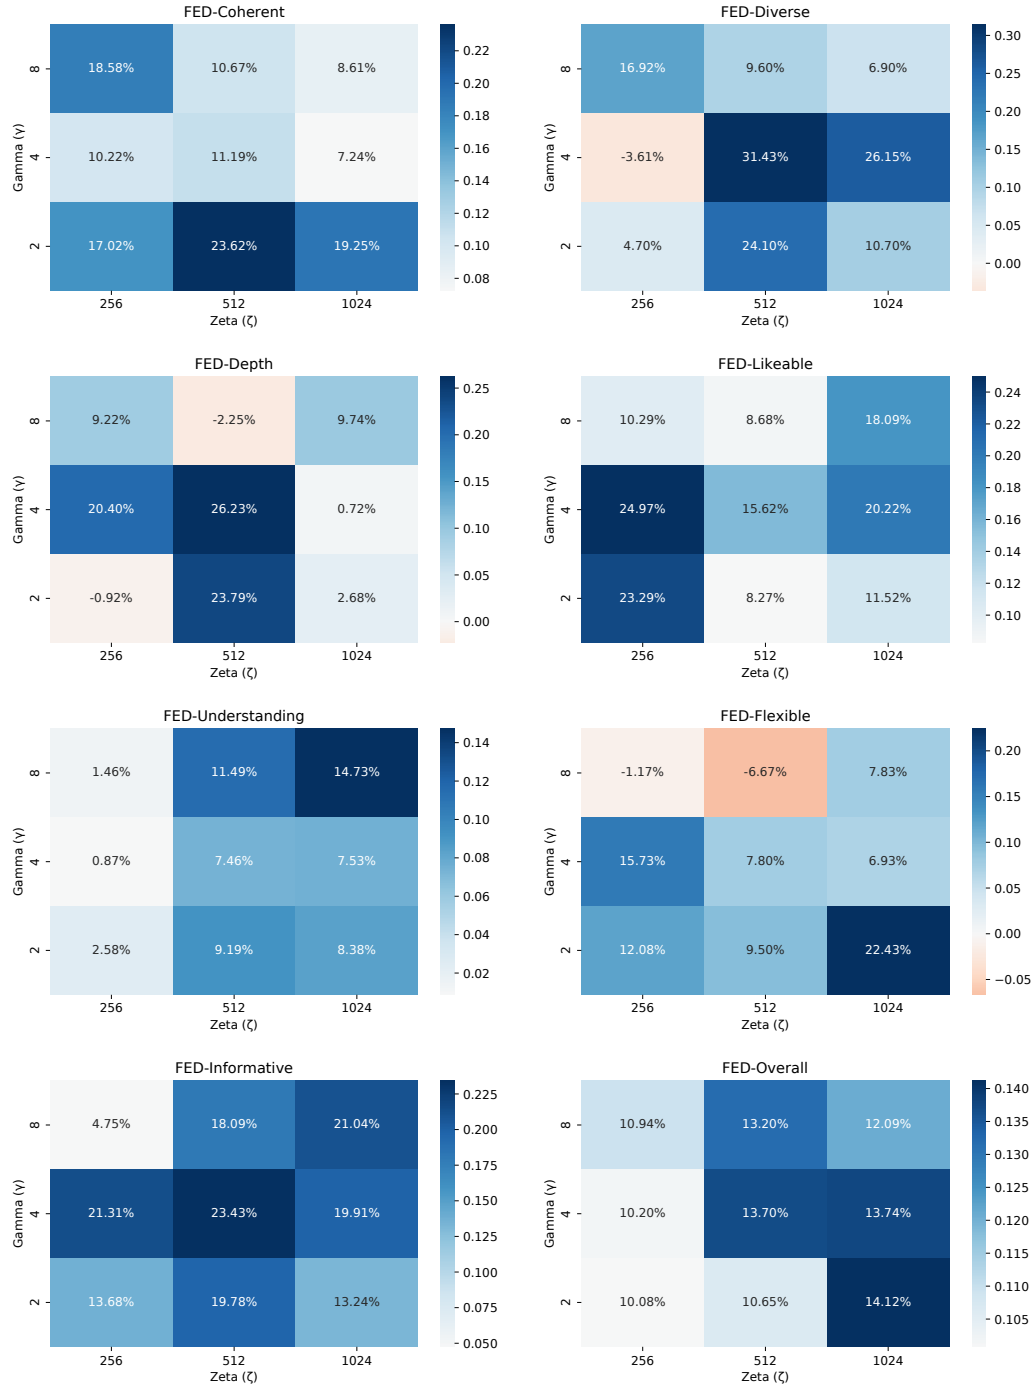 FED-Coherent
FED-Diverse
8 18.58% 10.67% 8.61%
4 10.22% 11.19% 7.24%
2 17.02% 23.62% 19.25%
256 512 1024
Zeta (ζ)
Gamma (γ)
0.22
0.20
0.18
0.16
0.14
0.12
0.10
0.08
8 16.92% 9.60% 6.90%
4 -3.61% 31.43% 26.15%
2 4.70% 24.10% 10.70%
256 512 1024
Zeta (ζ)
Gamma (γ)
0.30
0.25
0.20
0.15
0.10
0.05
0.00
FED-Depth
FED-Likeable
8 9.22% -2.25% 9.74%
4 20.40% 26.23% 0.72%
2 -0.92% 23.79% 2.68%
256 512 1024
Zeta (ζ)
Gamma (γ)
0.25
0.20
0.15
0.10
0.05
0.00
8 10.29% 8.68% 18.09%
4 24.97% 15.62% 20.22%
2 23.29% 8.27% 11.52%
256 512 1024
Zeta (ζ)
Gamma (γ)
0.24
0.22
0.20
0.18
0.16
0.14
0.12
0.10
FED-Understanding
FED-Flexible
8 1.46% 11.49% 14.73%
4 0.87% 7.46% 7.53%
2 2.58% 9.19% 8.38%
256 512 1024
Zeta (ζ)
Gamma (γ)
0.14
0.12
0.10
0.08
0.06
0.04
0.02
8 -1.17% -6.67% 7.83%
4 15.73% 7.80% 6.93%
2 12.08% 9.50% 22.43%
256 512 1024
Zeta (ζ)
Gamma (γ)
0.20
0.15
0.10
0.05
0.00
−0.05
FED-Informative
FED-Overall
8 4.75% 18.09% 21.04%
4 21.31% 23.43% 19.91%
2 13.68% 19.78% 13.24%
256 512 1024
Zeta (ζ)
Gamma (γ)
0.225
0.200
0.175
0.150
0.125
0.100
0.075
0.050
8 10.94% 13.20% 12.09%
4 10.20% 13.70% 13.74%
2 10.08% 10.65% 14.12%
256 512 1024
Zeta (ζ)
Gamma (γ)
0.140
0.135
0.130
0.125
0.120
0.115
0.110
0.105